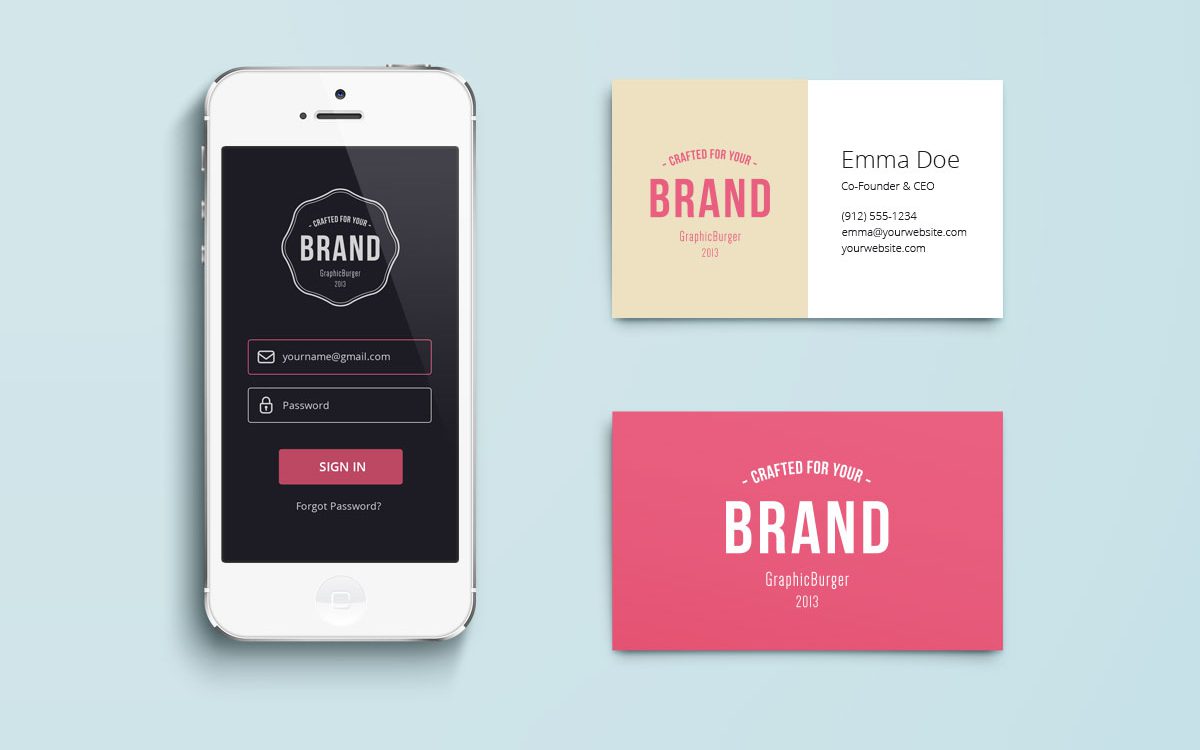 - CRAFTED FOR YOUR -
BRAND
GraphicBurger
2013
yourname@gmail.com
Password
SIGN IN
Forgot Password?
- CRAFTED FOR YOUR -
BRAND
GraphicBurger
2013
Emma Doe
Co-Founder & CEO
(912) 555-1234
emma@yourwebsite.com
yourwebsite.com
- CRAFTED FOR YOUR -
BRAND
GraphicBurger
2013